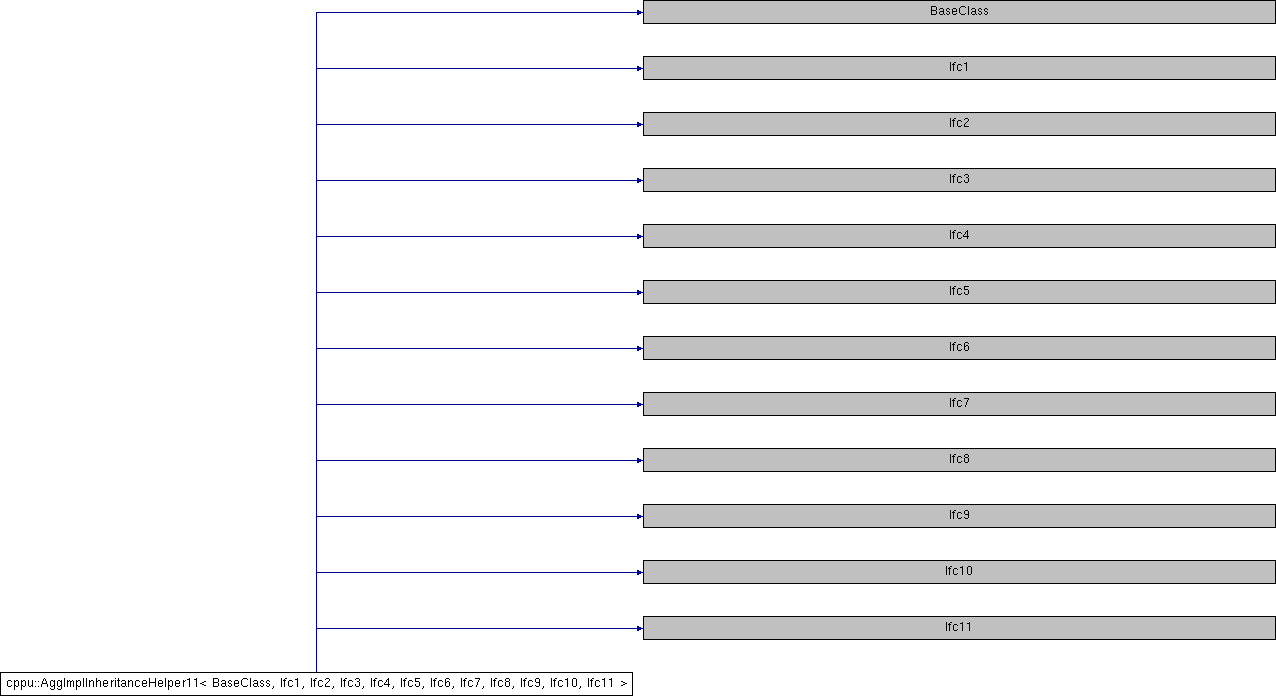 BaseClass
Ifc1
Ifc2
Ifc3
Ifc4
Ifc5
Ifc6
Ifc7
Ifc8
Ifc9
Ifc10
Ifc11
cppu::AggImplInheritanceHelper11< BaseClass, Ifc1, Ifc2, Ifc3, Ifc4, Ifc5, Ifc6, Ifc7, Ifc8, Ifc9, Ifc10, Ifc11 >